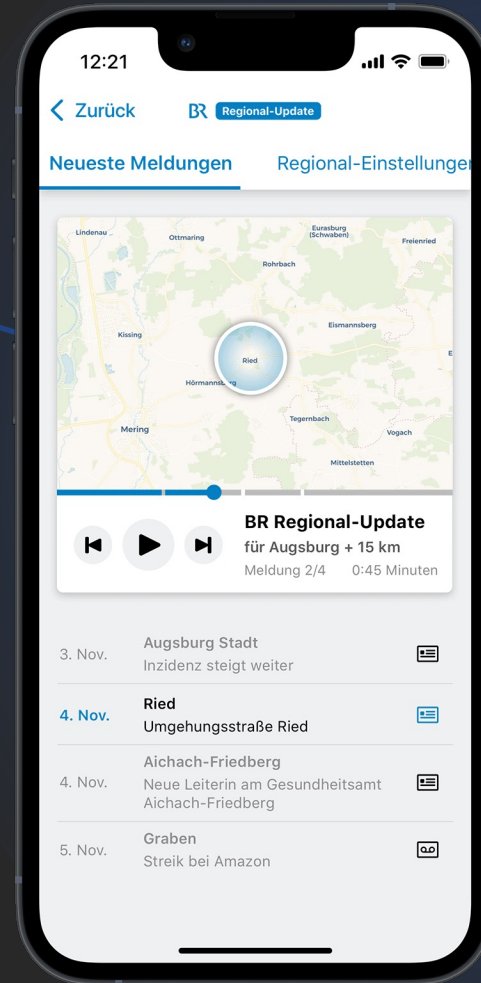 12:21
Zurück
BR Regional-Update
Neueste Meldungen
Regional-Einstellungen
Lindenau
Ottmaring
Eurasburg
(Schwaben)
Freienried
Rohrbach
Kissing
Eismannsberg
Ried
E
Hörmannsberg
Tegernbach
Mering
Vogach
Mittelstetten
BR Regional-Update
für Augsburg + 15 km
Meldung 2/4 0:45 Minuten
3. Nov.
Augsburg Stadt
Inzidenz steigt weiter
4. Nov.
Ried
Umgehungsstraße Ried
4. Nov.
Aichach-Friedberg
Neue Leiterin am Gesundheitsamt
Aichach-Friedberg
5. Nov.
Graben
Streik bei Amazon